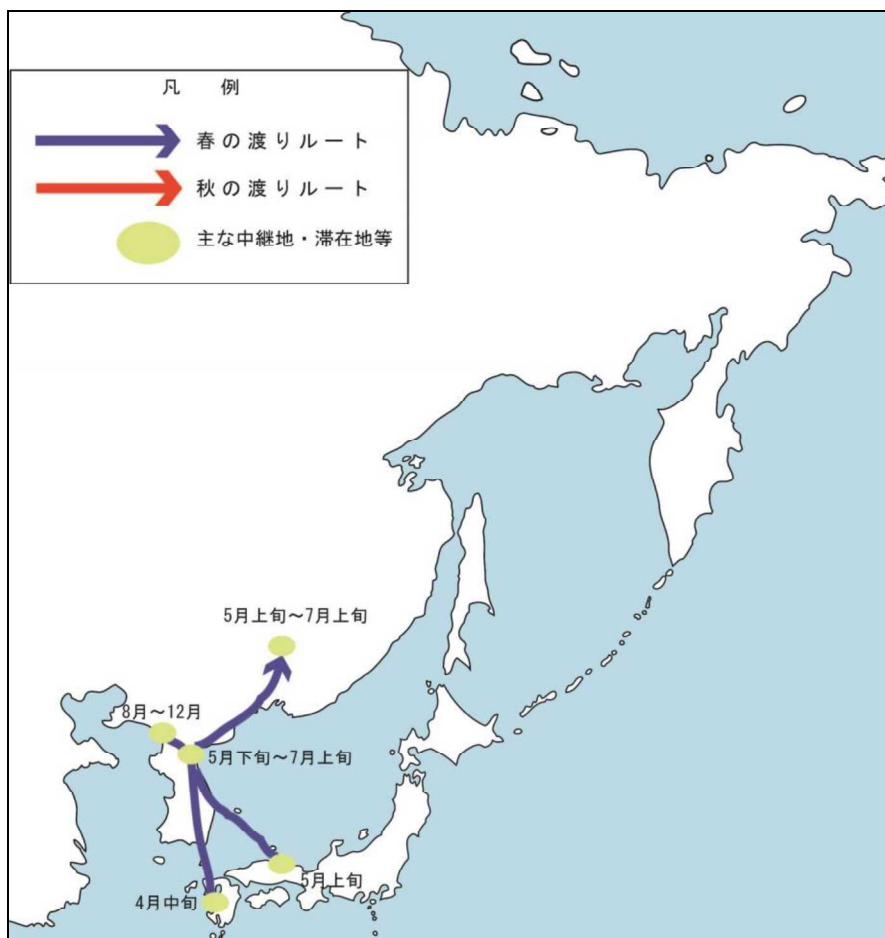 凡 例
春の渡りルート
秋の渡りルート
主な中継地・滞在地等
5月上旬～7月上旬
8月～12月
5月下旬～7月上旬
5月上旬
4月中旬